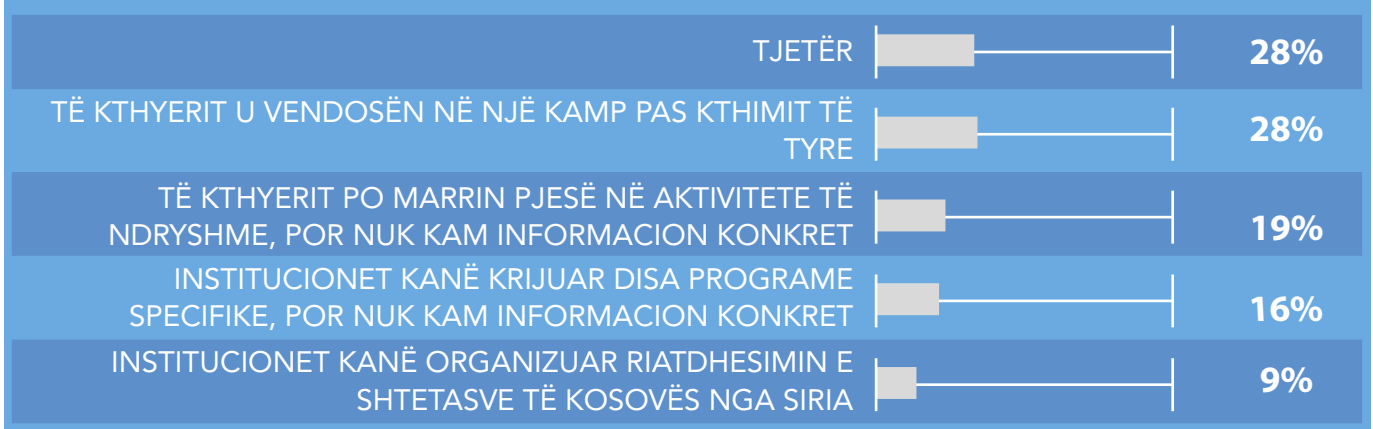 TJETËR
28%
TË KTHYERIT U VENDOSËN NË NJË KAMP PAS KTHIMIT TË
TYRE
28%
TË KTHYERIT PO MARRIN PJESË NË AKTIVITETE TË
NDRYSHME, POR NUK KAM INFORMACION KONKRET
19%
INSTITUCIONET KANË KRIJUAR DISA PROGRAME
SPECIFIKE, POR NUK KAM INFORMACION KONKRET
16%
INSTITUCIONET KANË ORGANIZUAR RIATDHESIMIN E
SHTETASVE TË KOSOVËS NGA SIRIA
9%